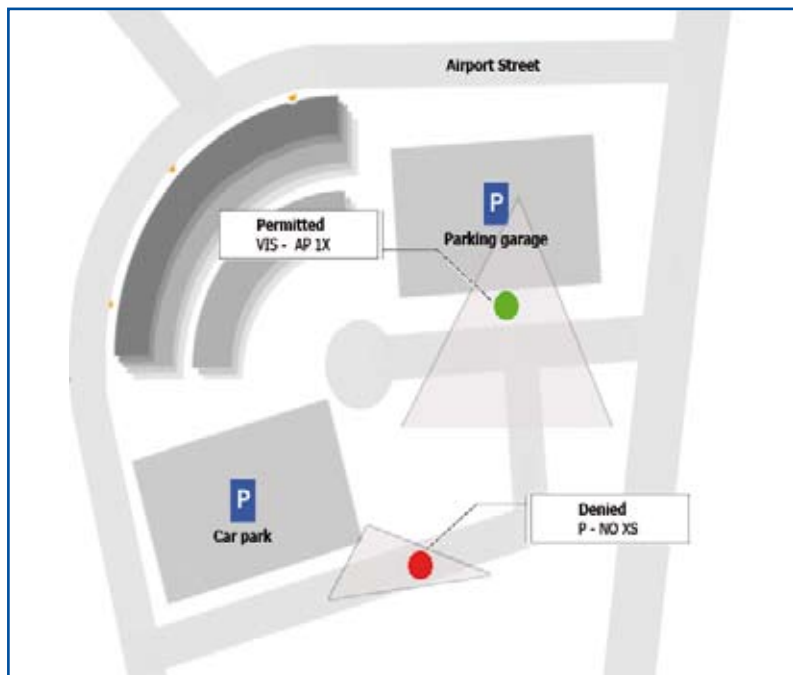 Airport Street
P
Parking garage
Permitted
VIS - AP 1X
P
Car park
Denied
P - NO XS